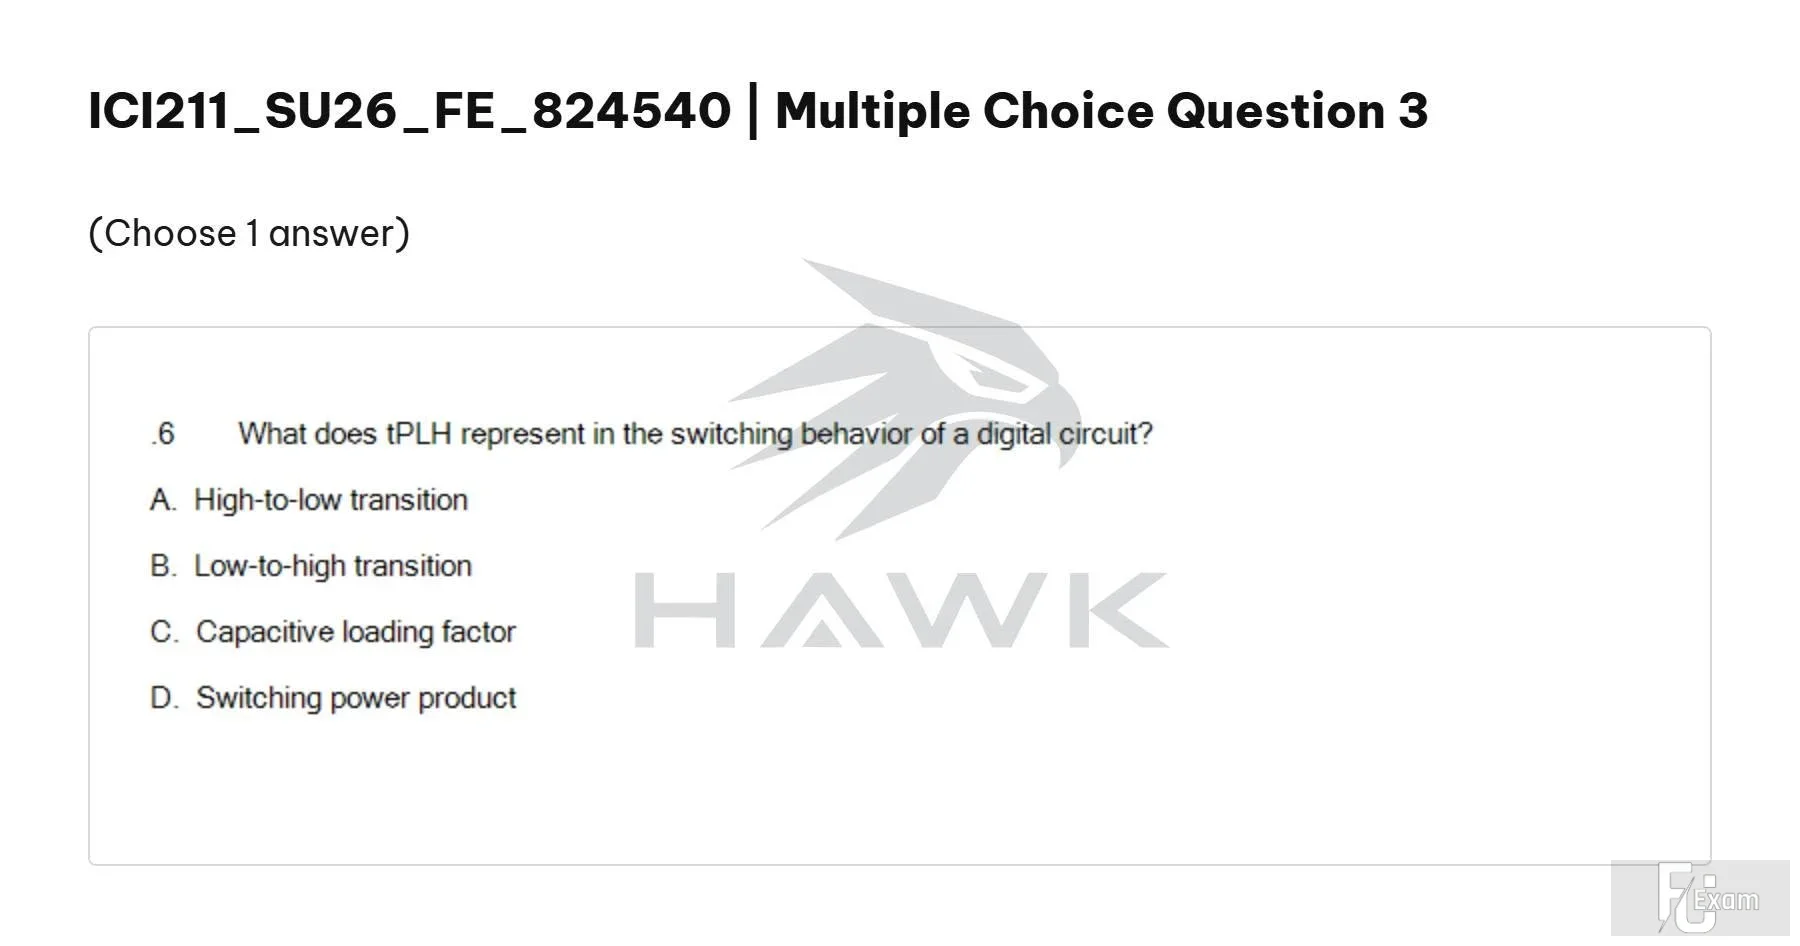 ICI211_SU26_FE_824540 | Multiple Choice Question 3
(Choose 1 answer)
.6 What does tPLH represent in the switching behavior of a digital circuit?
A. High-to-low transition
B. Low-to-high transition
C. Capacitive loading factor
D. Switching power product
HAWK
Exam